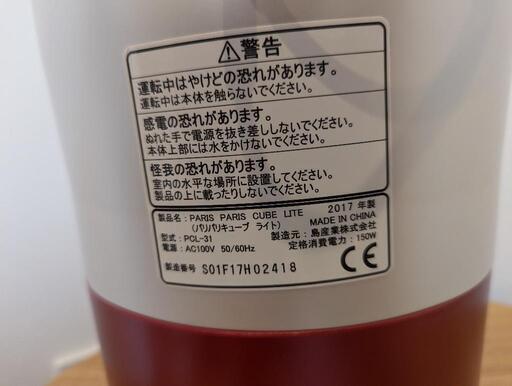 警告
運転中はやけどの恐れがあります。
運転中は本体を触らないでください。
感電の恐れがあります。
ぬれた手で電源を抜き差ししないでください。
本体上部には水をかけないでください。
怪我の恐れがあります。
室内の水平な場所に設置してください。
製品の上に載ったりしないでください。
製品名：PARIS PARIS CUBE LITE 2017 年製
（パリパリキューブ ライト） MADE IN CHINA
型式：PCL-31 製造元：島産業株式会社
電源：AC100V 50/60Hz 定格消費電力：150W
製造番号 S01F17H02418
CE